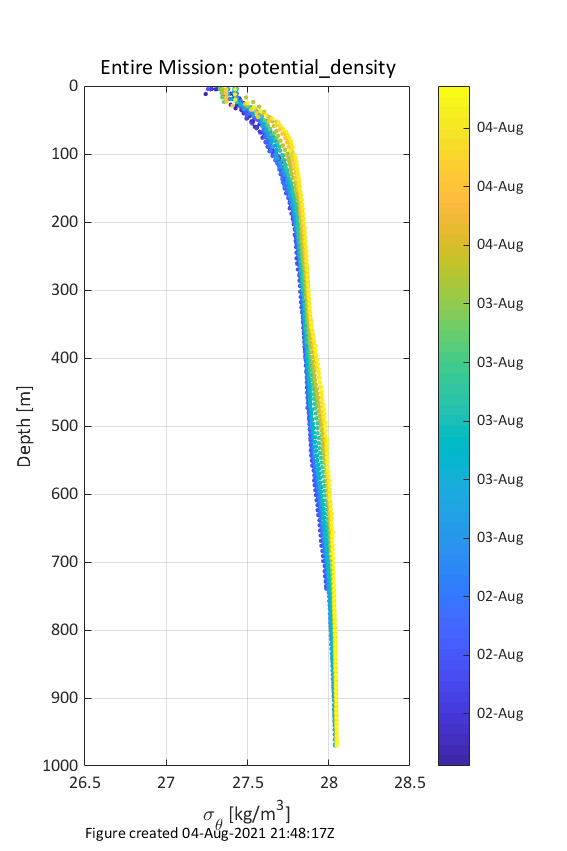 Entire Mission: potential_density
0
100
200
300
400
500
600
700
800
900
1000
Depth [m]
26.5 27 27.5 28 28.5
σθ [kg/m³]
04-Aug
04-Aug
04-Aug
03-Aug
03-Aug
03-Aug
03-Aug
03-Aug
02-Aug
02-Aug
02-Aug
Figure created 04-Aug-2021 21:48:17Z